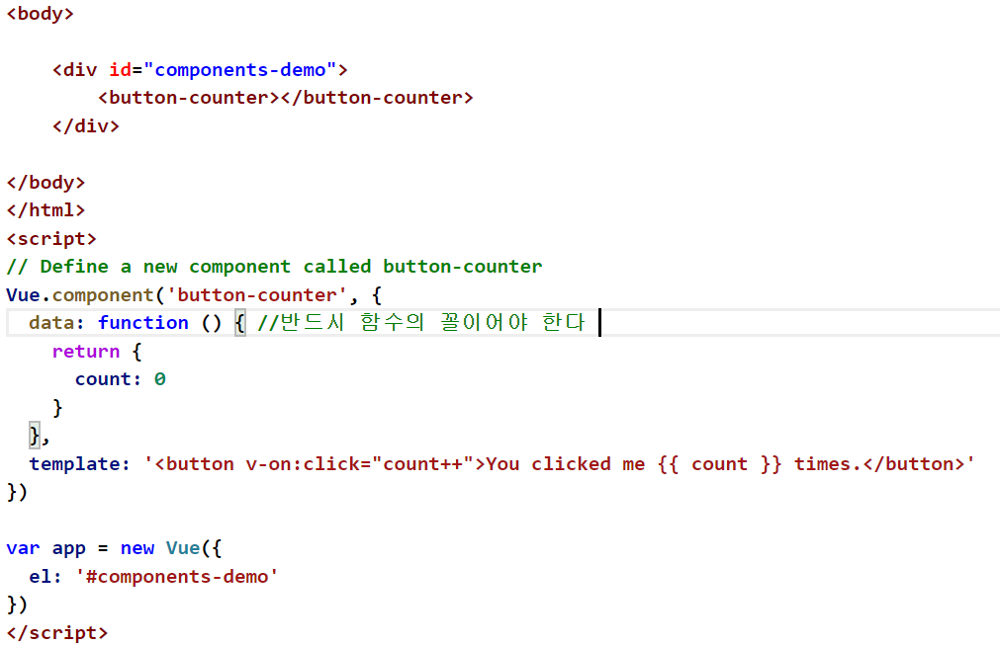 <body>
<div id="components-demo">
<button-counter></button-counter>
</div>
</body>
</html>
<script>
// Define a new component called button-counter
Vue.component('button-counter', {
data: function () { //반드시 함수의 꼴이어야 한다
return {
count: 0
}
},
template: '<button v-on:click="count++">You clicked me {{ count }} times.</button>'
})
var app = new Vue({
el: '#components-demo'
})
</script>